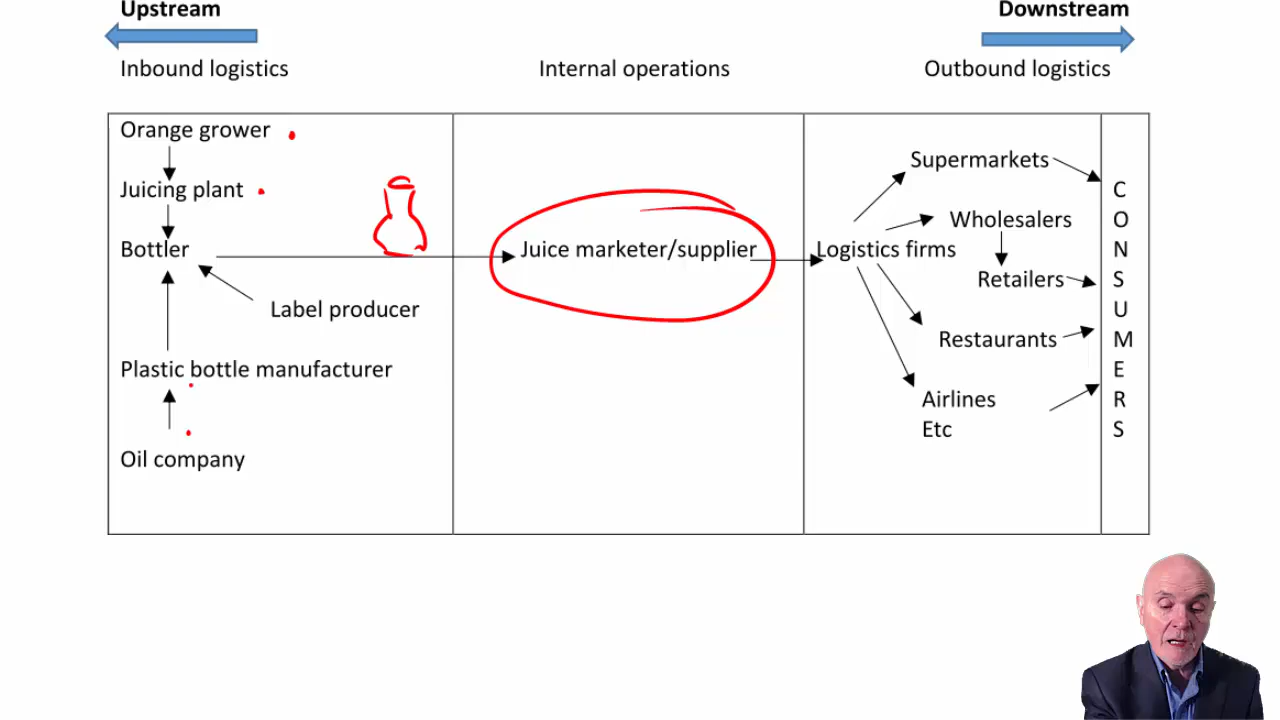 Upstream
Downstream
Inbound logistics
Internal operations
Outbound logistics
Orange grower
Juicing plant
Bottler
Label producer
Plastic bottle manufacturer
Oil company
Juice marketer/supplier
Logistics firms
Supermarkets
Wholesalers
Retailers
Restaurants
Airlines
Etc
C
O
N
S
U
M
E
R
S